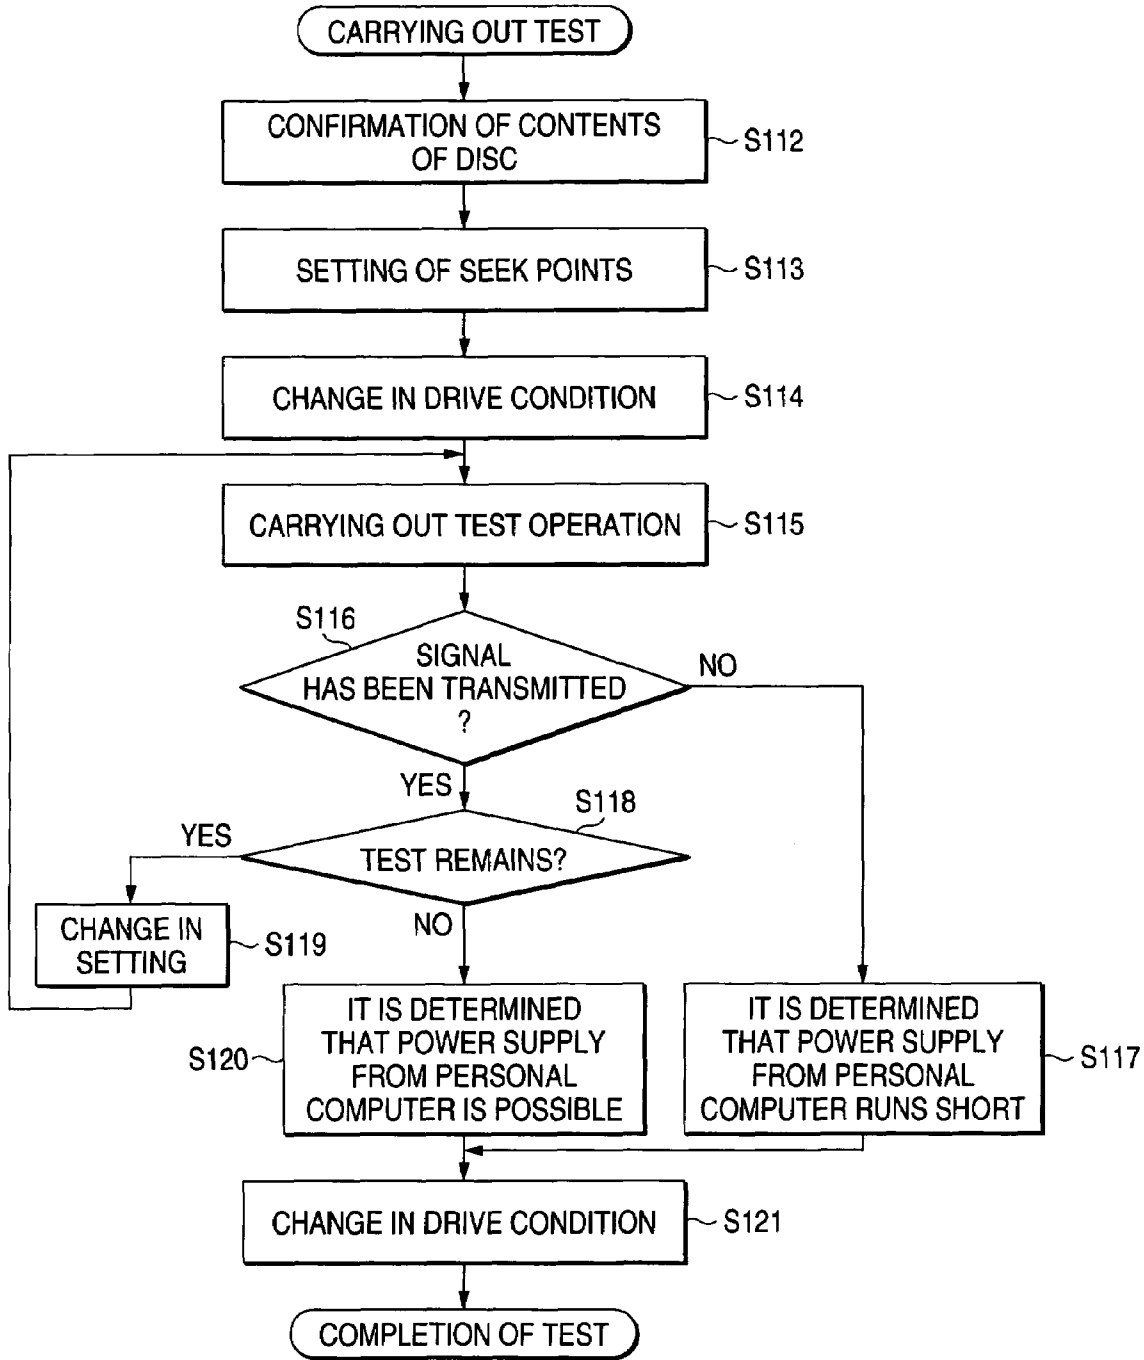 CARRYING OUT TEST
CONFIRMATION OF CONTENTS
OF DISC
S112
SETTING OF SEEK POINTS
S113
CHANGE IN DRIVE CONDITION
S114
CARRYING OUT TEST OPERATION
S115
S116
SIGNAL
HAS BEEN TRANSMITTED
?
NO
YES
S118
YES
TEST REMAINS?
NO
CHANGE IN
SETTING
S119
IT IS DETERMINED
THAT POWER SUPPLY
FROM PERSONAL
COMPUTER IS POSSIBLE
S120
IT IS DETERMINED
THAT POWER SUPPLY
FROM PERSONAL
COMPUTER RUNS SHORT
S117
CHANGE IN DRIVE CONDITION
S121
COMPLETION OF TEST